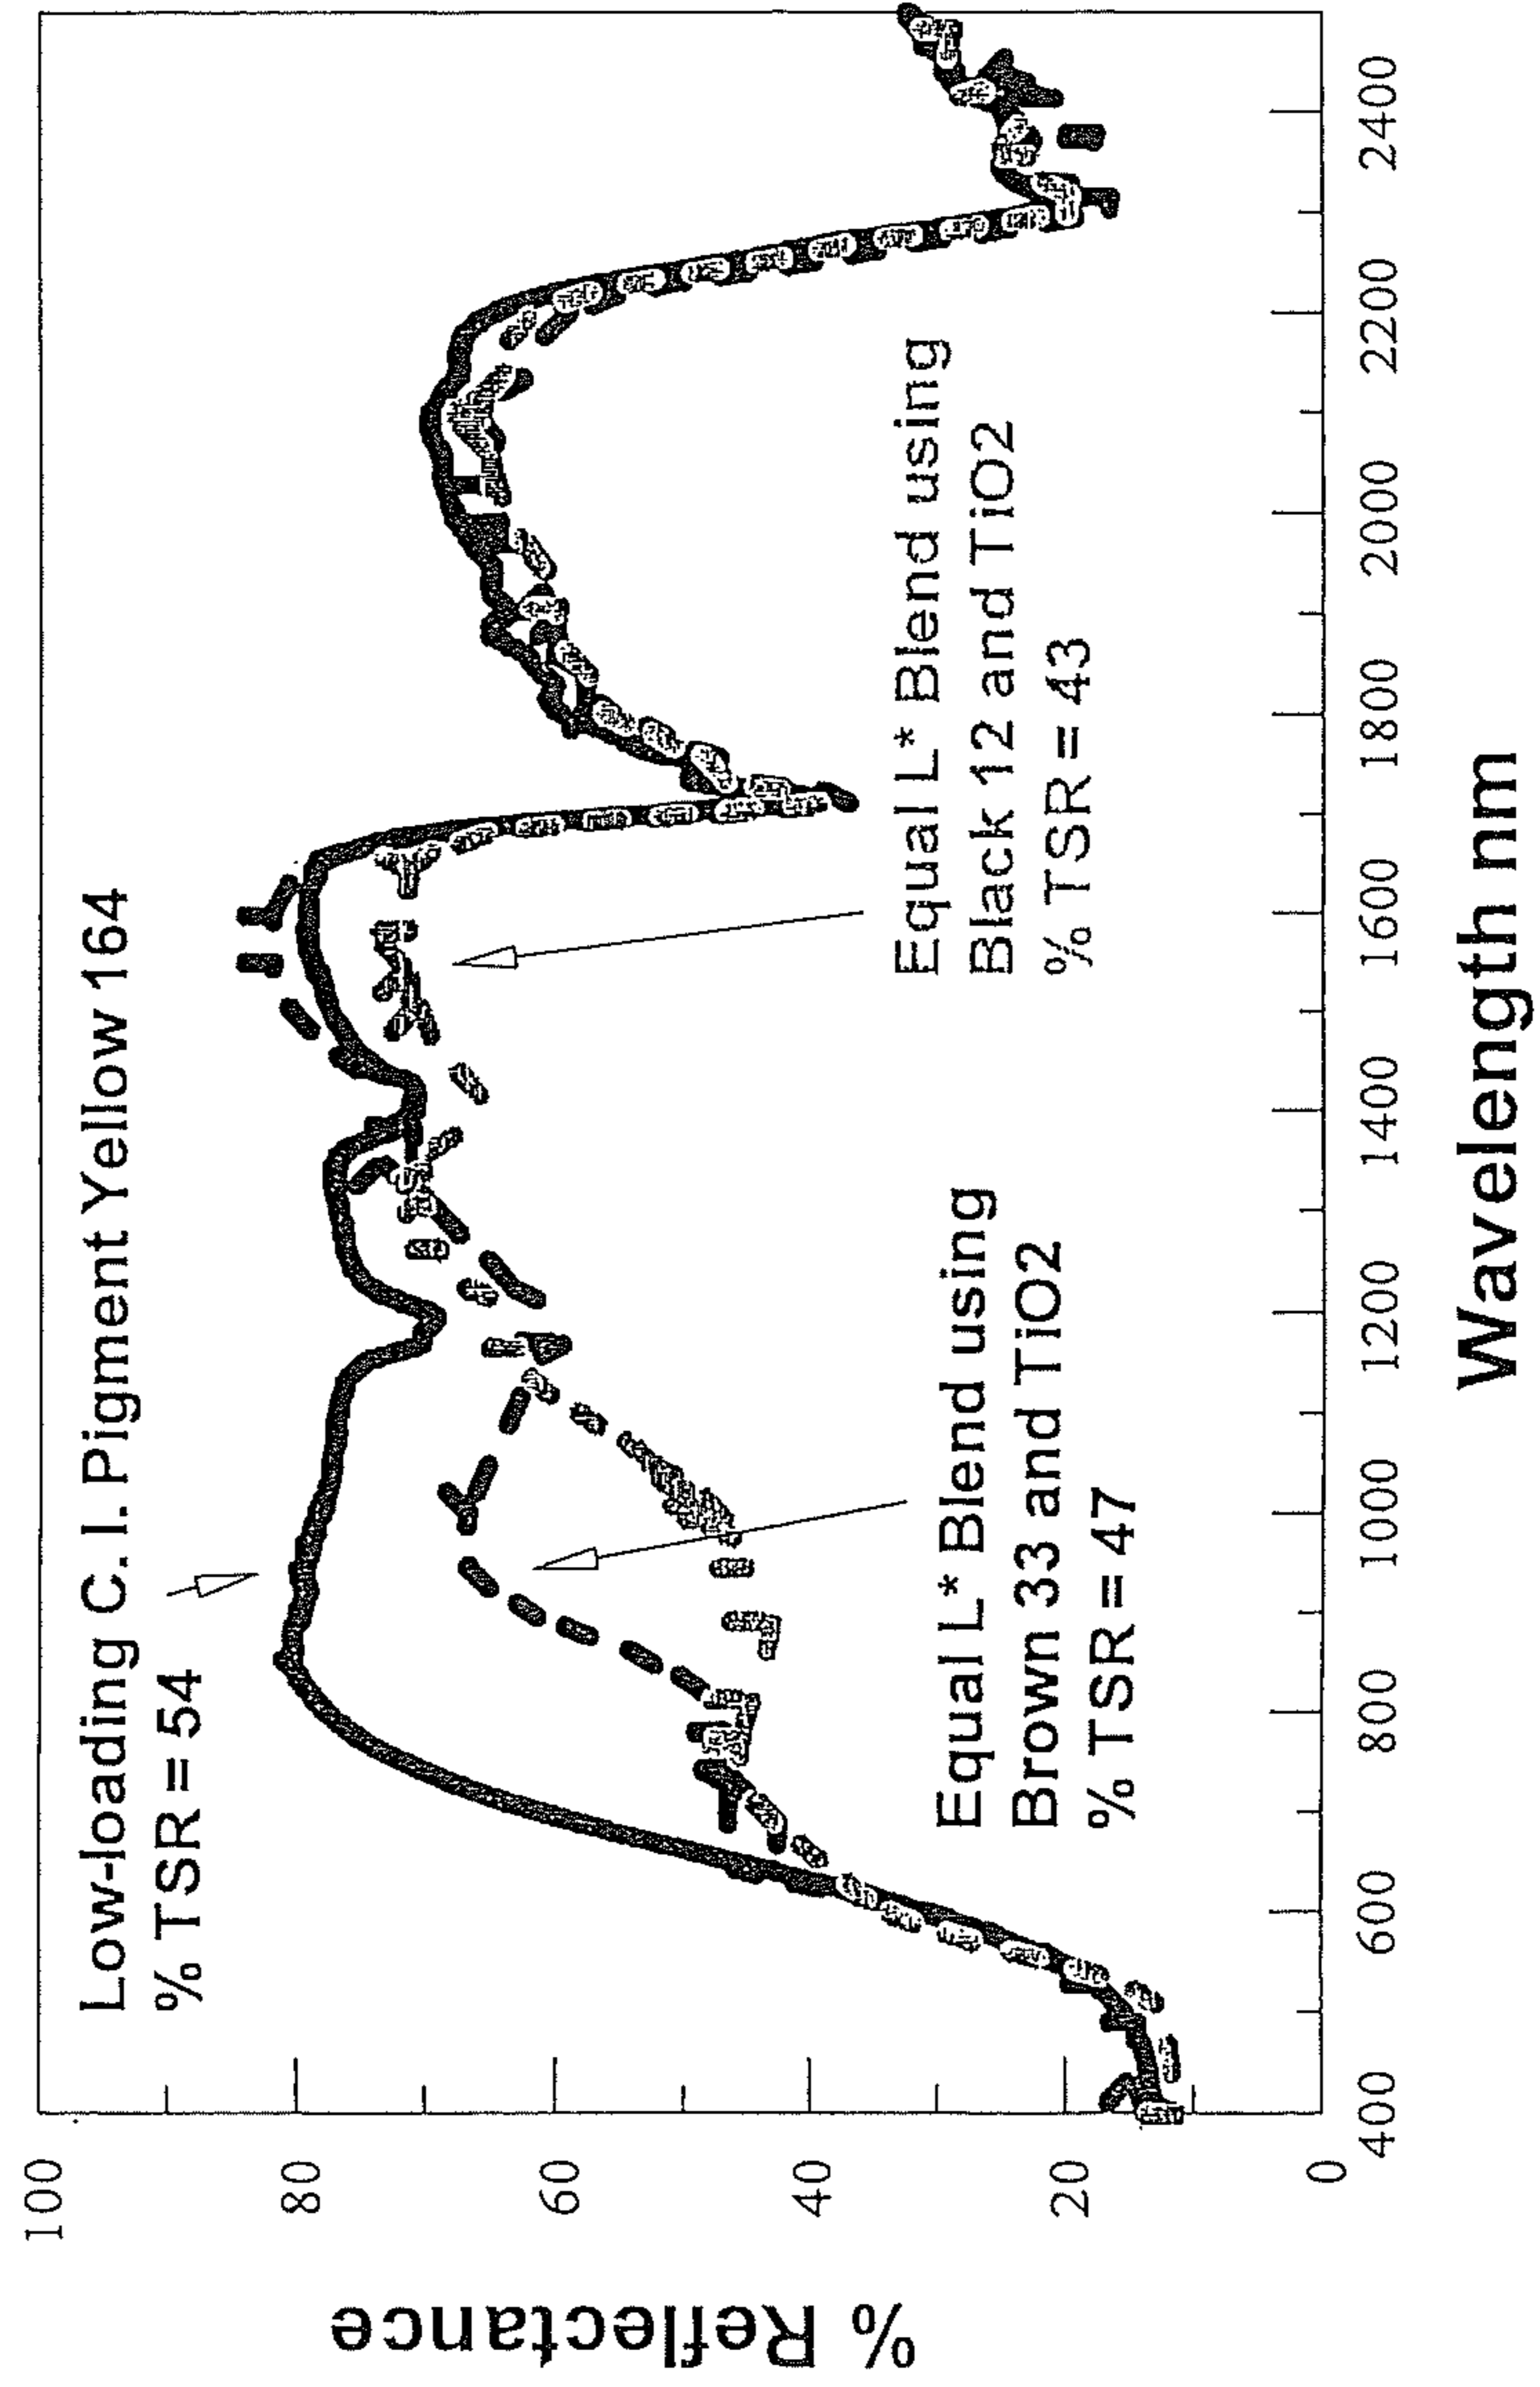 Low-loading C. I. Pigment Yellow 164
% TSR = 54
Equal L* Blend using
Black 12 and TiO2
% TSR = 43
Equal L* Blend using
Brown 33 and TiO2
% TSR = 47
% Reflectance
100
80
60
40
20
0
400
600
800
1000
1200
1400
1600
1800
2000
2200
2400
Wavelength nm